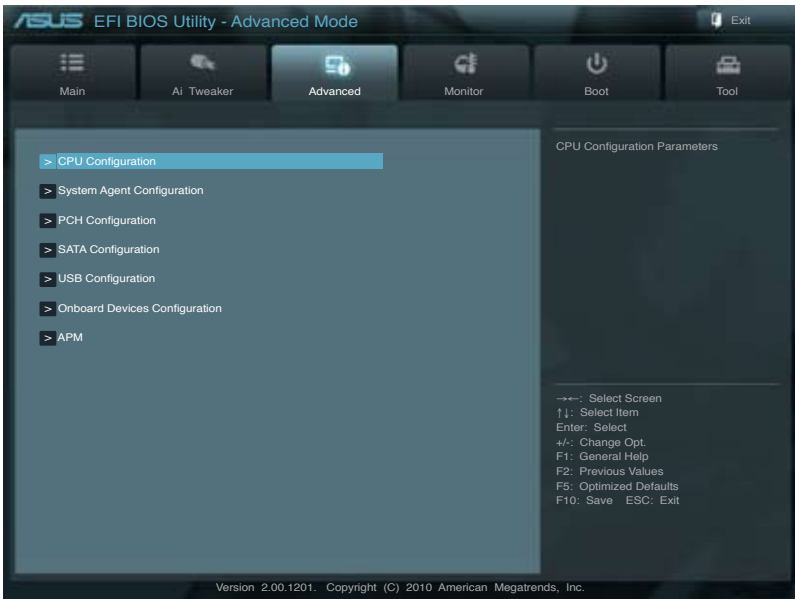 ASUS EFI BIOS Utility - Advanced Mode
Exit
Main
Ai Tweaker
Advanced
Monitor
Boot
Tool
> CPU Configuration
> System Agent Configuration
> PCH Configuration
> SATA Configuration
> USB Configuration
> Onboard Devices Configuration
> APM
CPU Configuration Parameters
→←: Select Screen
↑↓: Select Item
Enter: Select
+/-: Change Opt.
F1: General Help
F2: Previous Values
F5: Optimized Defaults
F10: Save ESC: Exit
Version 2.00.1201. Copyright (C) 2010 American Megatrends, Inc.